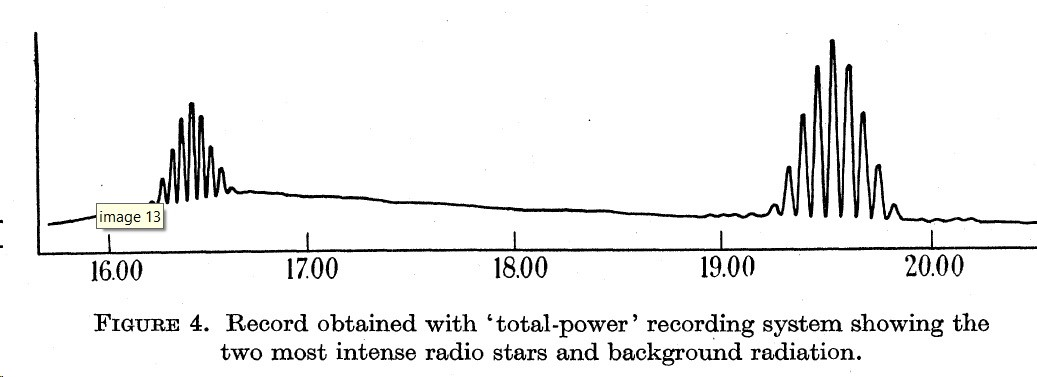 image 13
16.00 17.00 18.00 19.00 20.00
FIGURE 4. Record obtained with ‘total-power’ recording system showing the
two most intense radio stars and background radiation.